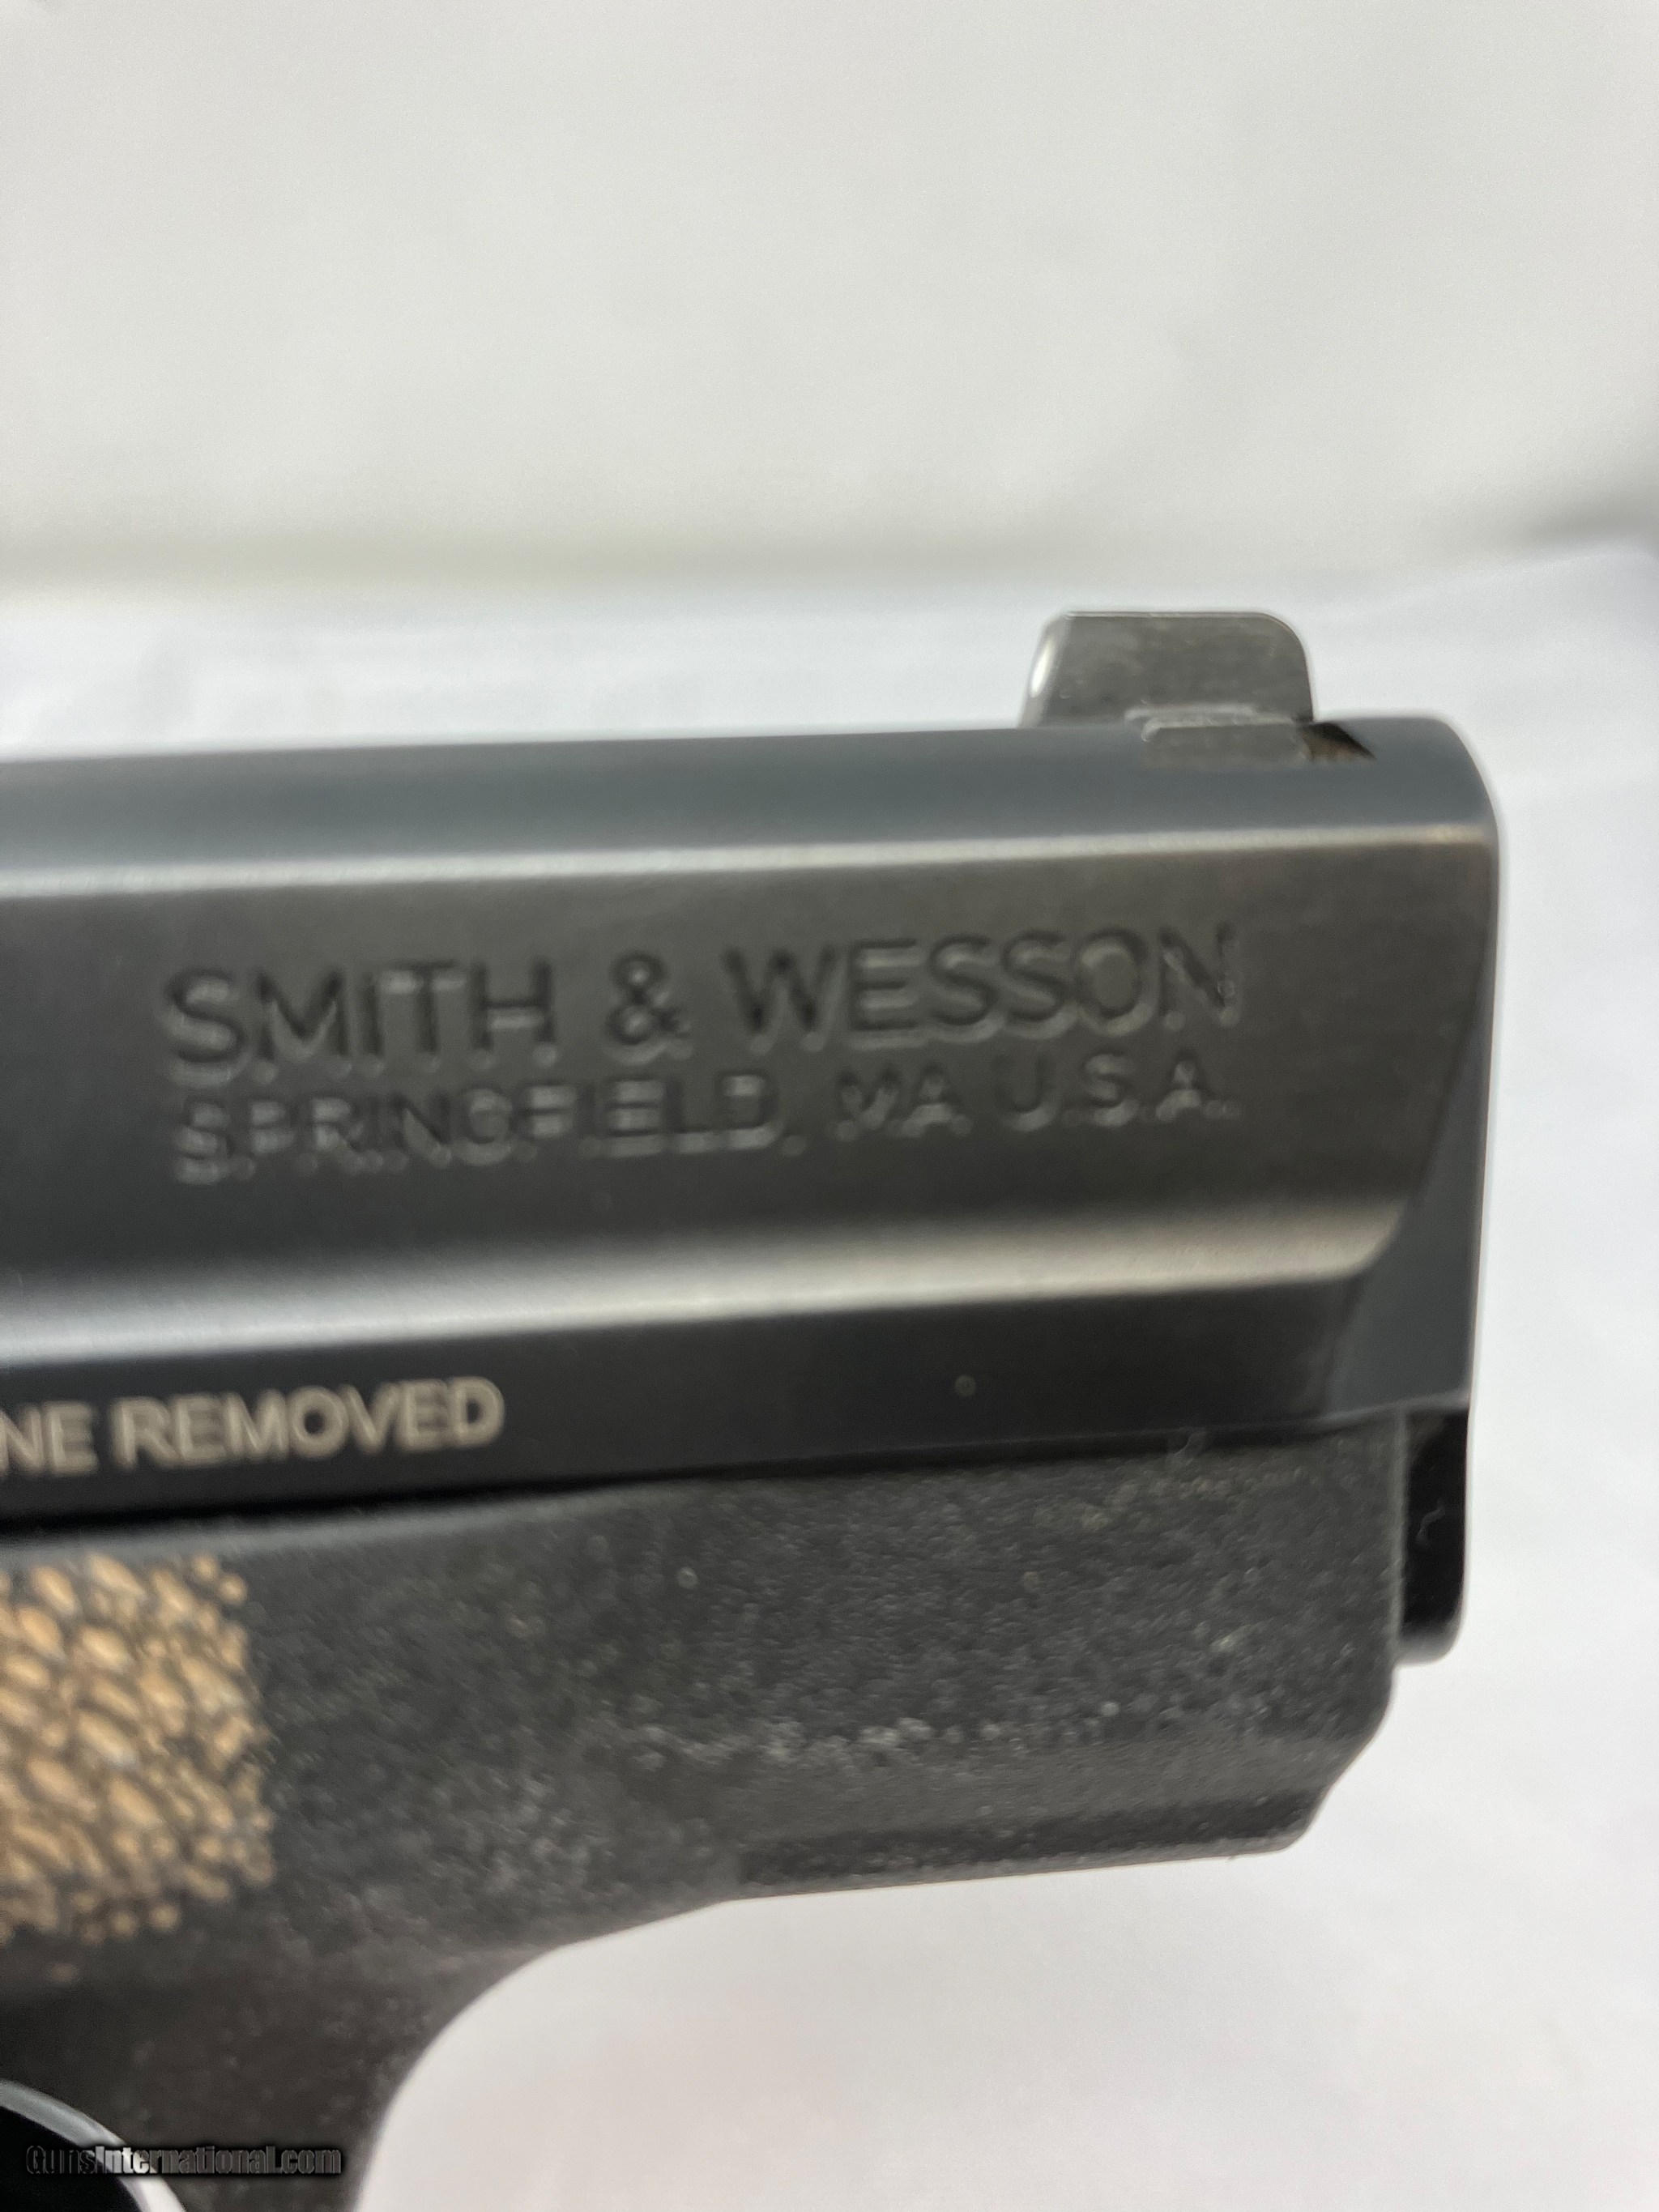 SMITH & WESSON
SPRINGFIELD, MA U.S.A.
NE REMOVED
GunsInternational.com